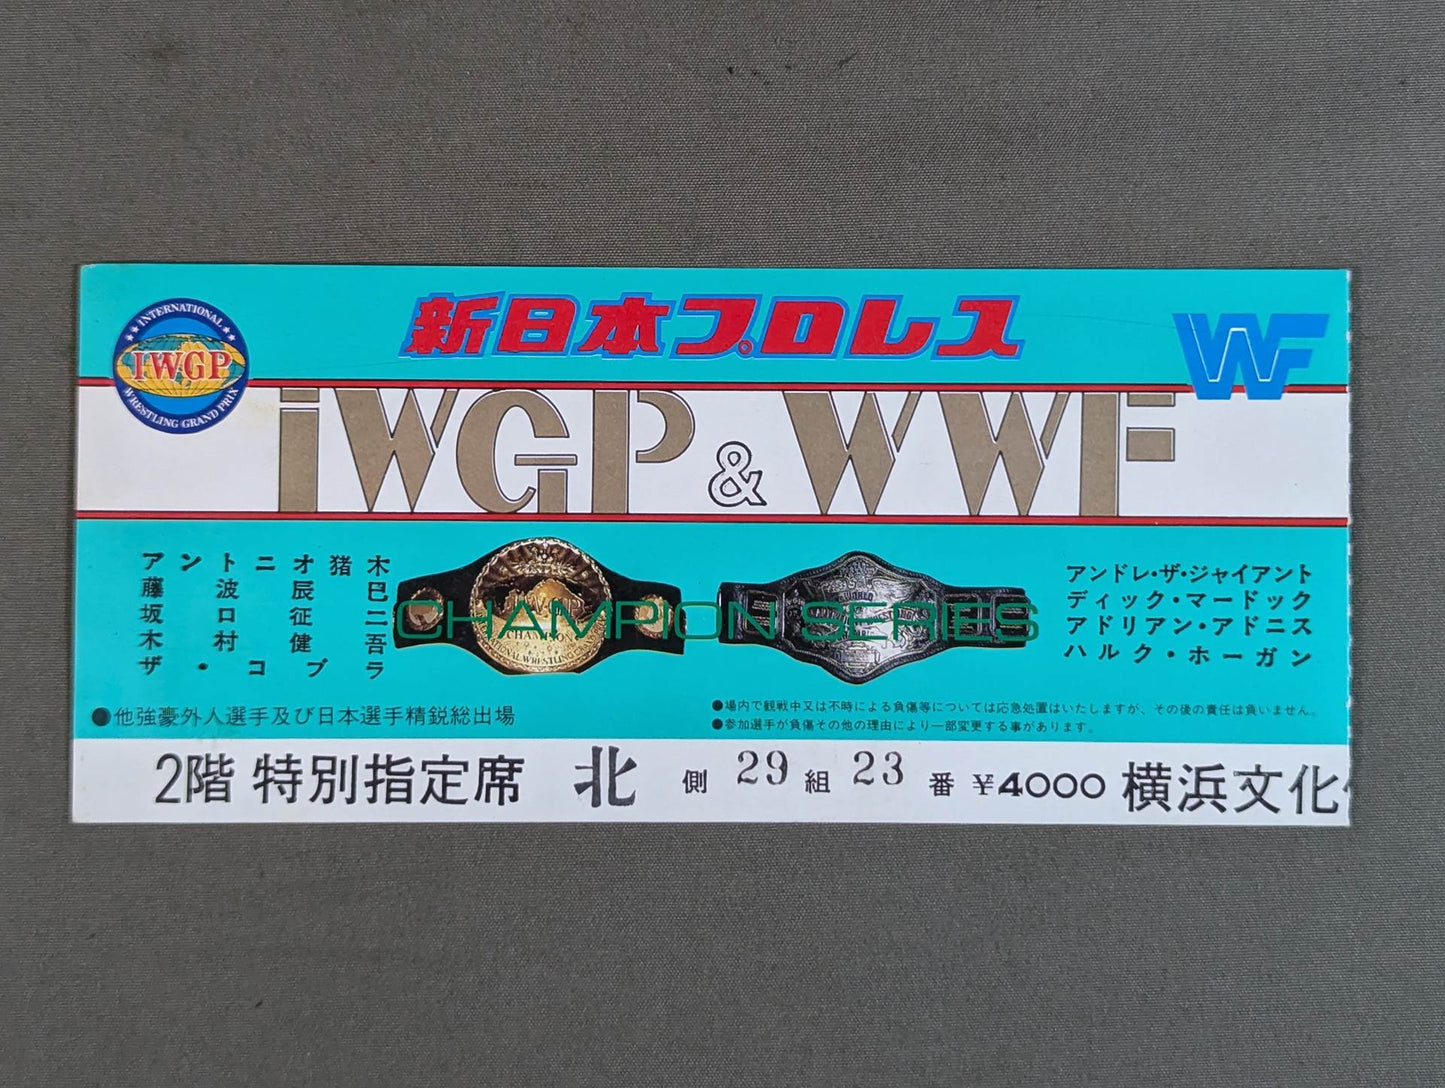 新日本プロレス
INTERNATIONAL
IWGP
WRESTLING GRAND PRIX
WWF
iWGP & WWF
アントニオ猪木
藤波辰巳
坂口征二
木村健吾
ザ・コブラ
CHAMPION SERIES
アンドレ・ザ・ジャイアント
ディック・マードック
アドリアン・アドニス
ハルク・ホーガン
●他強豪外人選手及び日本選手精鋭総出場
●場内で観戦中又は不時による負傷等については応急処置はいたしますが、その後の責任は負いません。
●参加選手が負傷その他の理由により一部変更する事があります。
2階 特別指定席 北 側 29 組 23 番 ¥4000 横浜文化